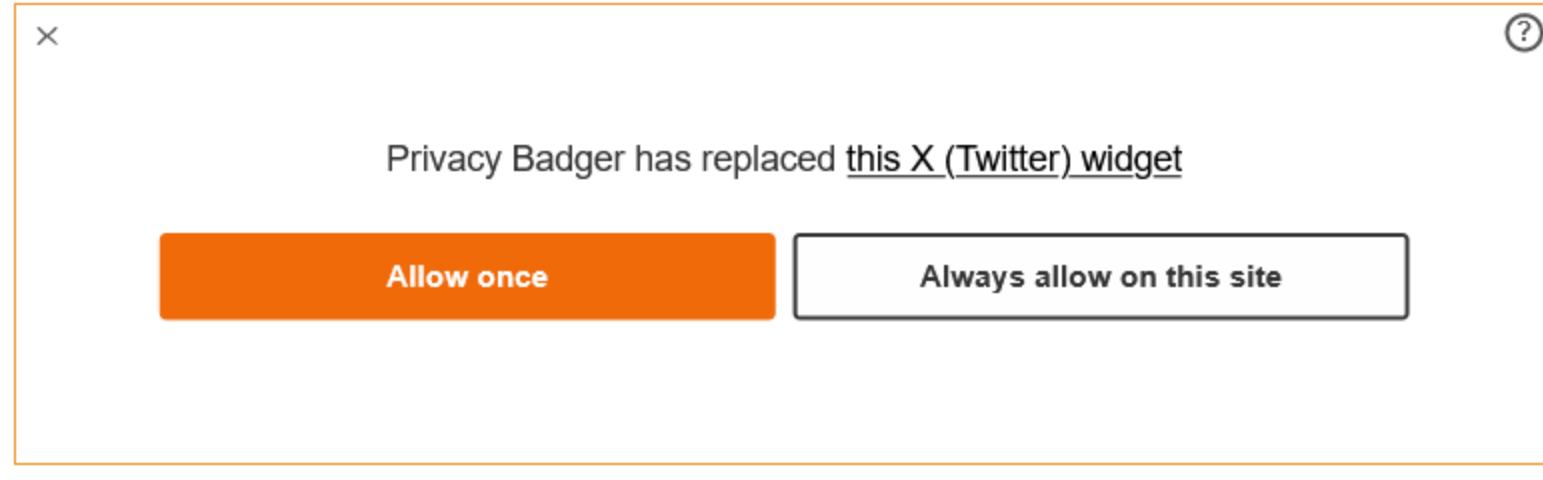 ?
Privacy Badger has replaced this X (Twitter) widget
Allow once
Always allow on this site